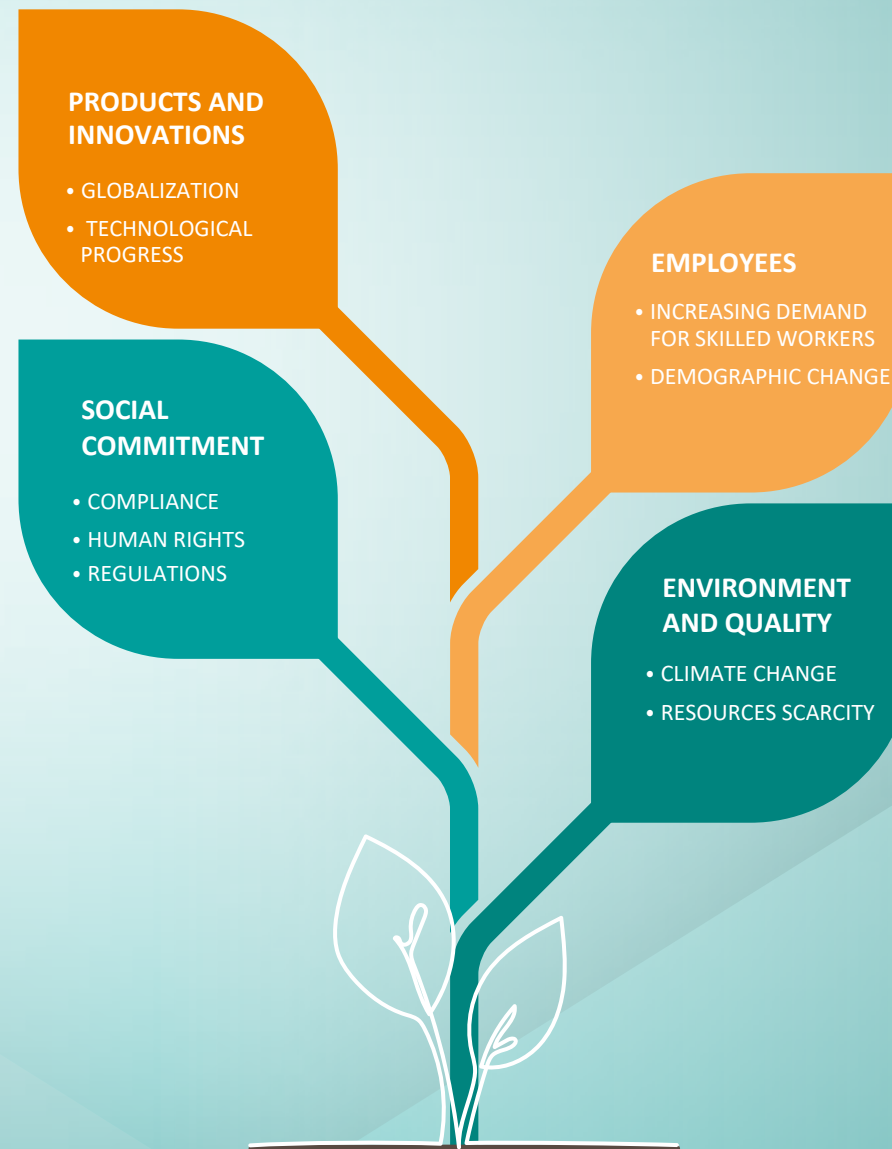 PRODUCTS AND
INNOVATIONS
• GLOBALIZATION
• TECHNOLOGICAL
PROGRESS
EMPLOYEES
• INCREASING DEMAND
FOR SKILLED WORKERS
• DEMOGRAPHIC CHANGE
SOCIAL
COMMITMENT
• COMPLIANCE
• HUMAN RIGHTS
• REGULATIONS
ENVIRONMENT
AND QUALITY
• CLIMATE CHANGE
• RESOURCES SCARCITY